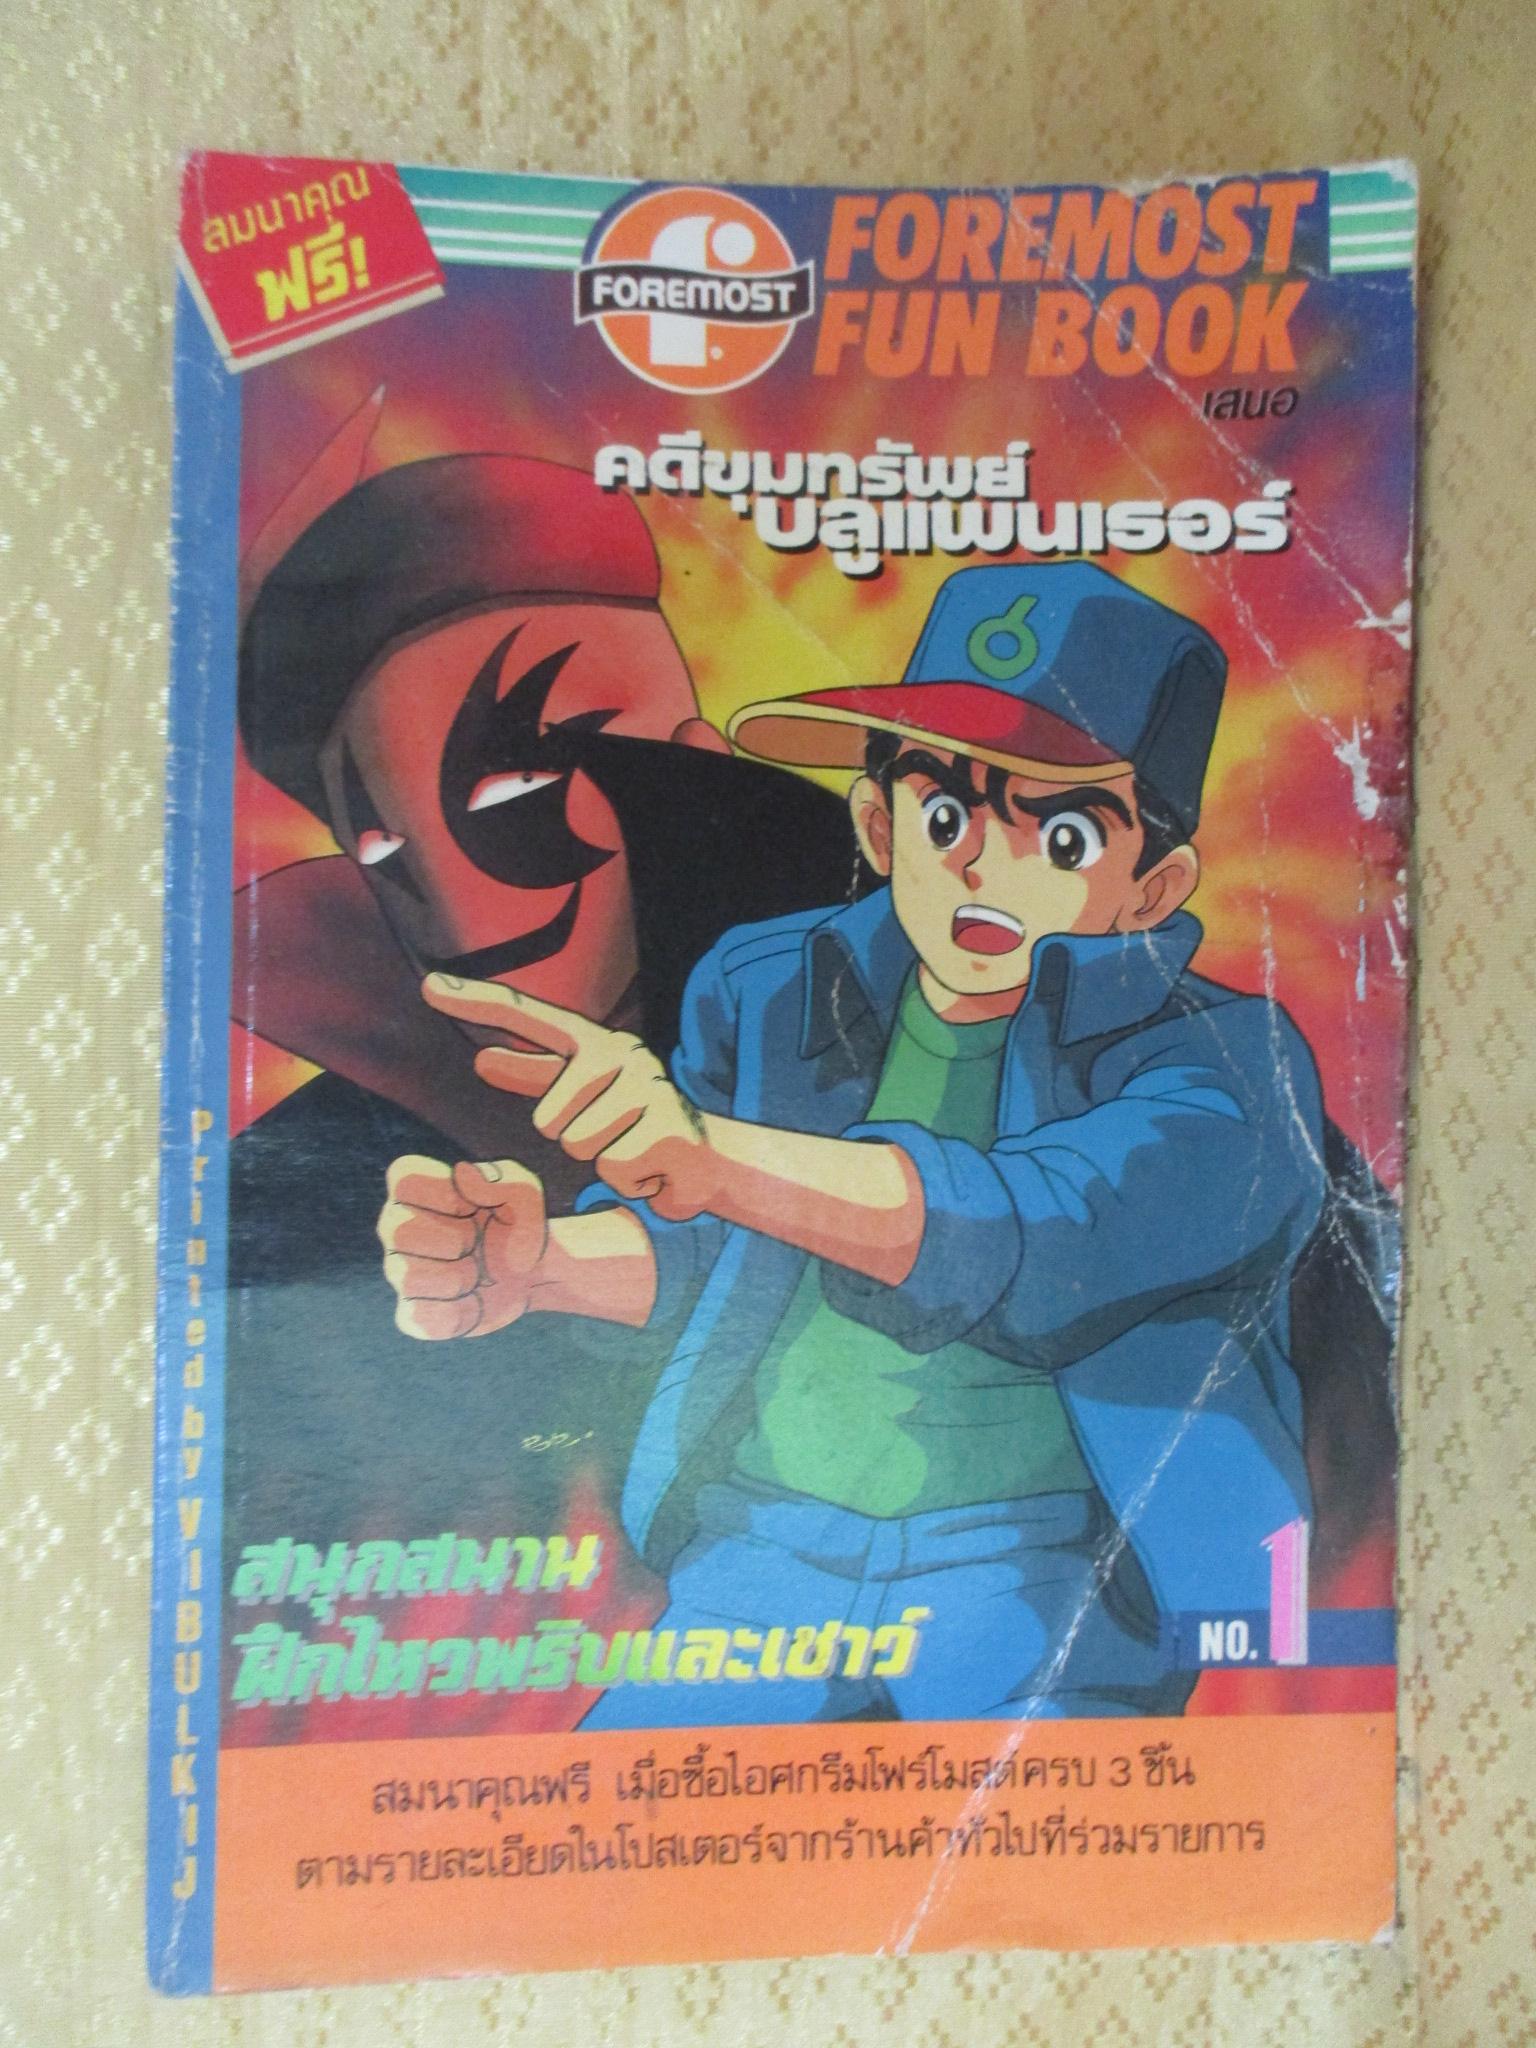 สมนาคุณ
ฟรี!
f.
FOREMOST
FOREMOST
FUN BOOK
เสนอ
คดีขุมทรัพย์
บลูแพนเธอร์
Printed by VIBULKIJ
สนุกสนาน
ฝึกไหวพริบและเชาว์
NO. 1
สมนาคุณฟรี เมื่อซื้อไอศกรีมโฟร์โมสต์ครบ 3 ชิ้น
ตามรายละเอียดในโปสเตอร์จากร้านค้าทั่วไปที่ร่วมรายการ